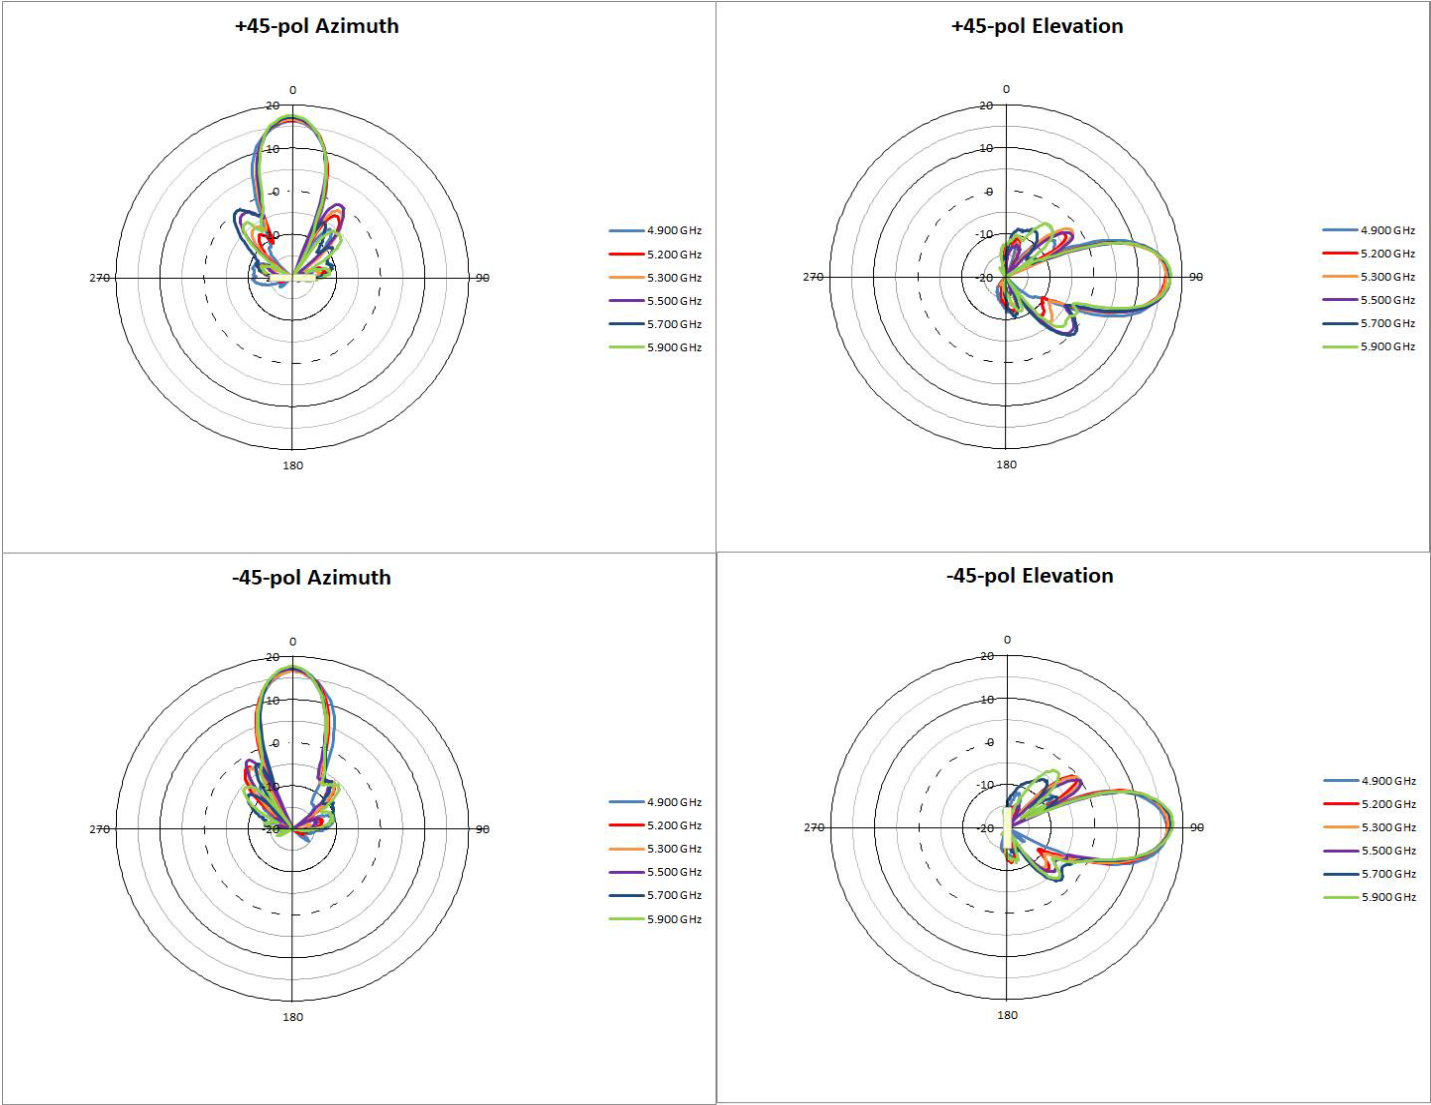 +45-pol Azimuth
0
20
10
-0
270
90
180
4.900 GHz
5.200 GHz
5.300 GHz
5.500 GHz
5.700 GHz
5.900 GHz
+45-pol Elevation
0
20
10
-0
-10
-20
270
90
180
4.900 GHz
5.200 GHz
5.300 GHz
5.500 GHz
5.700 GHz
5.900 GHz
-45-pol Azimuth
0
20
10
-0
-10
-20
270
90
180
4.900 GHz
5.200 GHz
5.300 GHz
5.500 GHz
5.700 GHz
5.900 GHz
-45-pol Elevation
0
20
10
-0
-10
-20
270
90
180
4.900 GHz
5.200 GHz
5.300 GHz
5.500 GHz
5.700 GHz
5.900 GHz